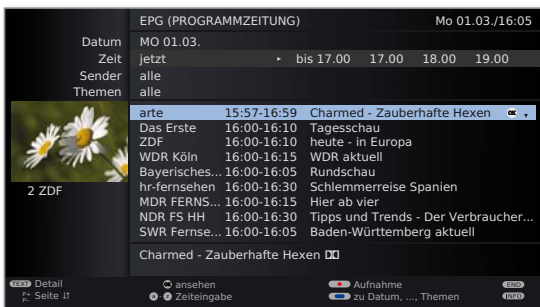 EPG (PROGRAMMZEITUNG) Mo 01.03./16:05
Datum MO 01.03.
Zeit jetzt bis 17.00 17.00 18.00 19.00
Sender alle
Themen alle
arte 15:57-16:59 Charmed - Zauberhafte Hexen OK
Das Erste 16:00-16:10 Tagesschau
ZDF 16:00-16:10 heute - in Europa
WDR Köln 16:00-16:15 WDR aktuell
Bayerisches... 16:00-16:05 Rundschau
hr-fernsehen 16:00-16:30 Schlemmerreise Spanien
MDR FERNS... 16:00-16:15 Hier ab vier
NDR FS HH 16:00-16:30 Tipps und Trends - Der Verbraucher...
SWR Fernse... 16:00-16:05 Baden-Württemberg aktuell
2 ZDF
Charmed - Zauberhafte Hexen
TEXT Detail OK ansehen Aufnahme END
P+ P- Seite 0-9 Zeiteingabe zu Datum, ..., Themen INFO